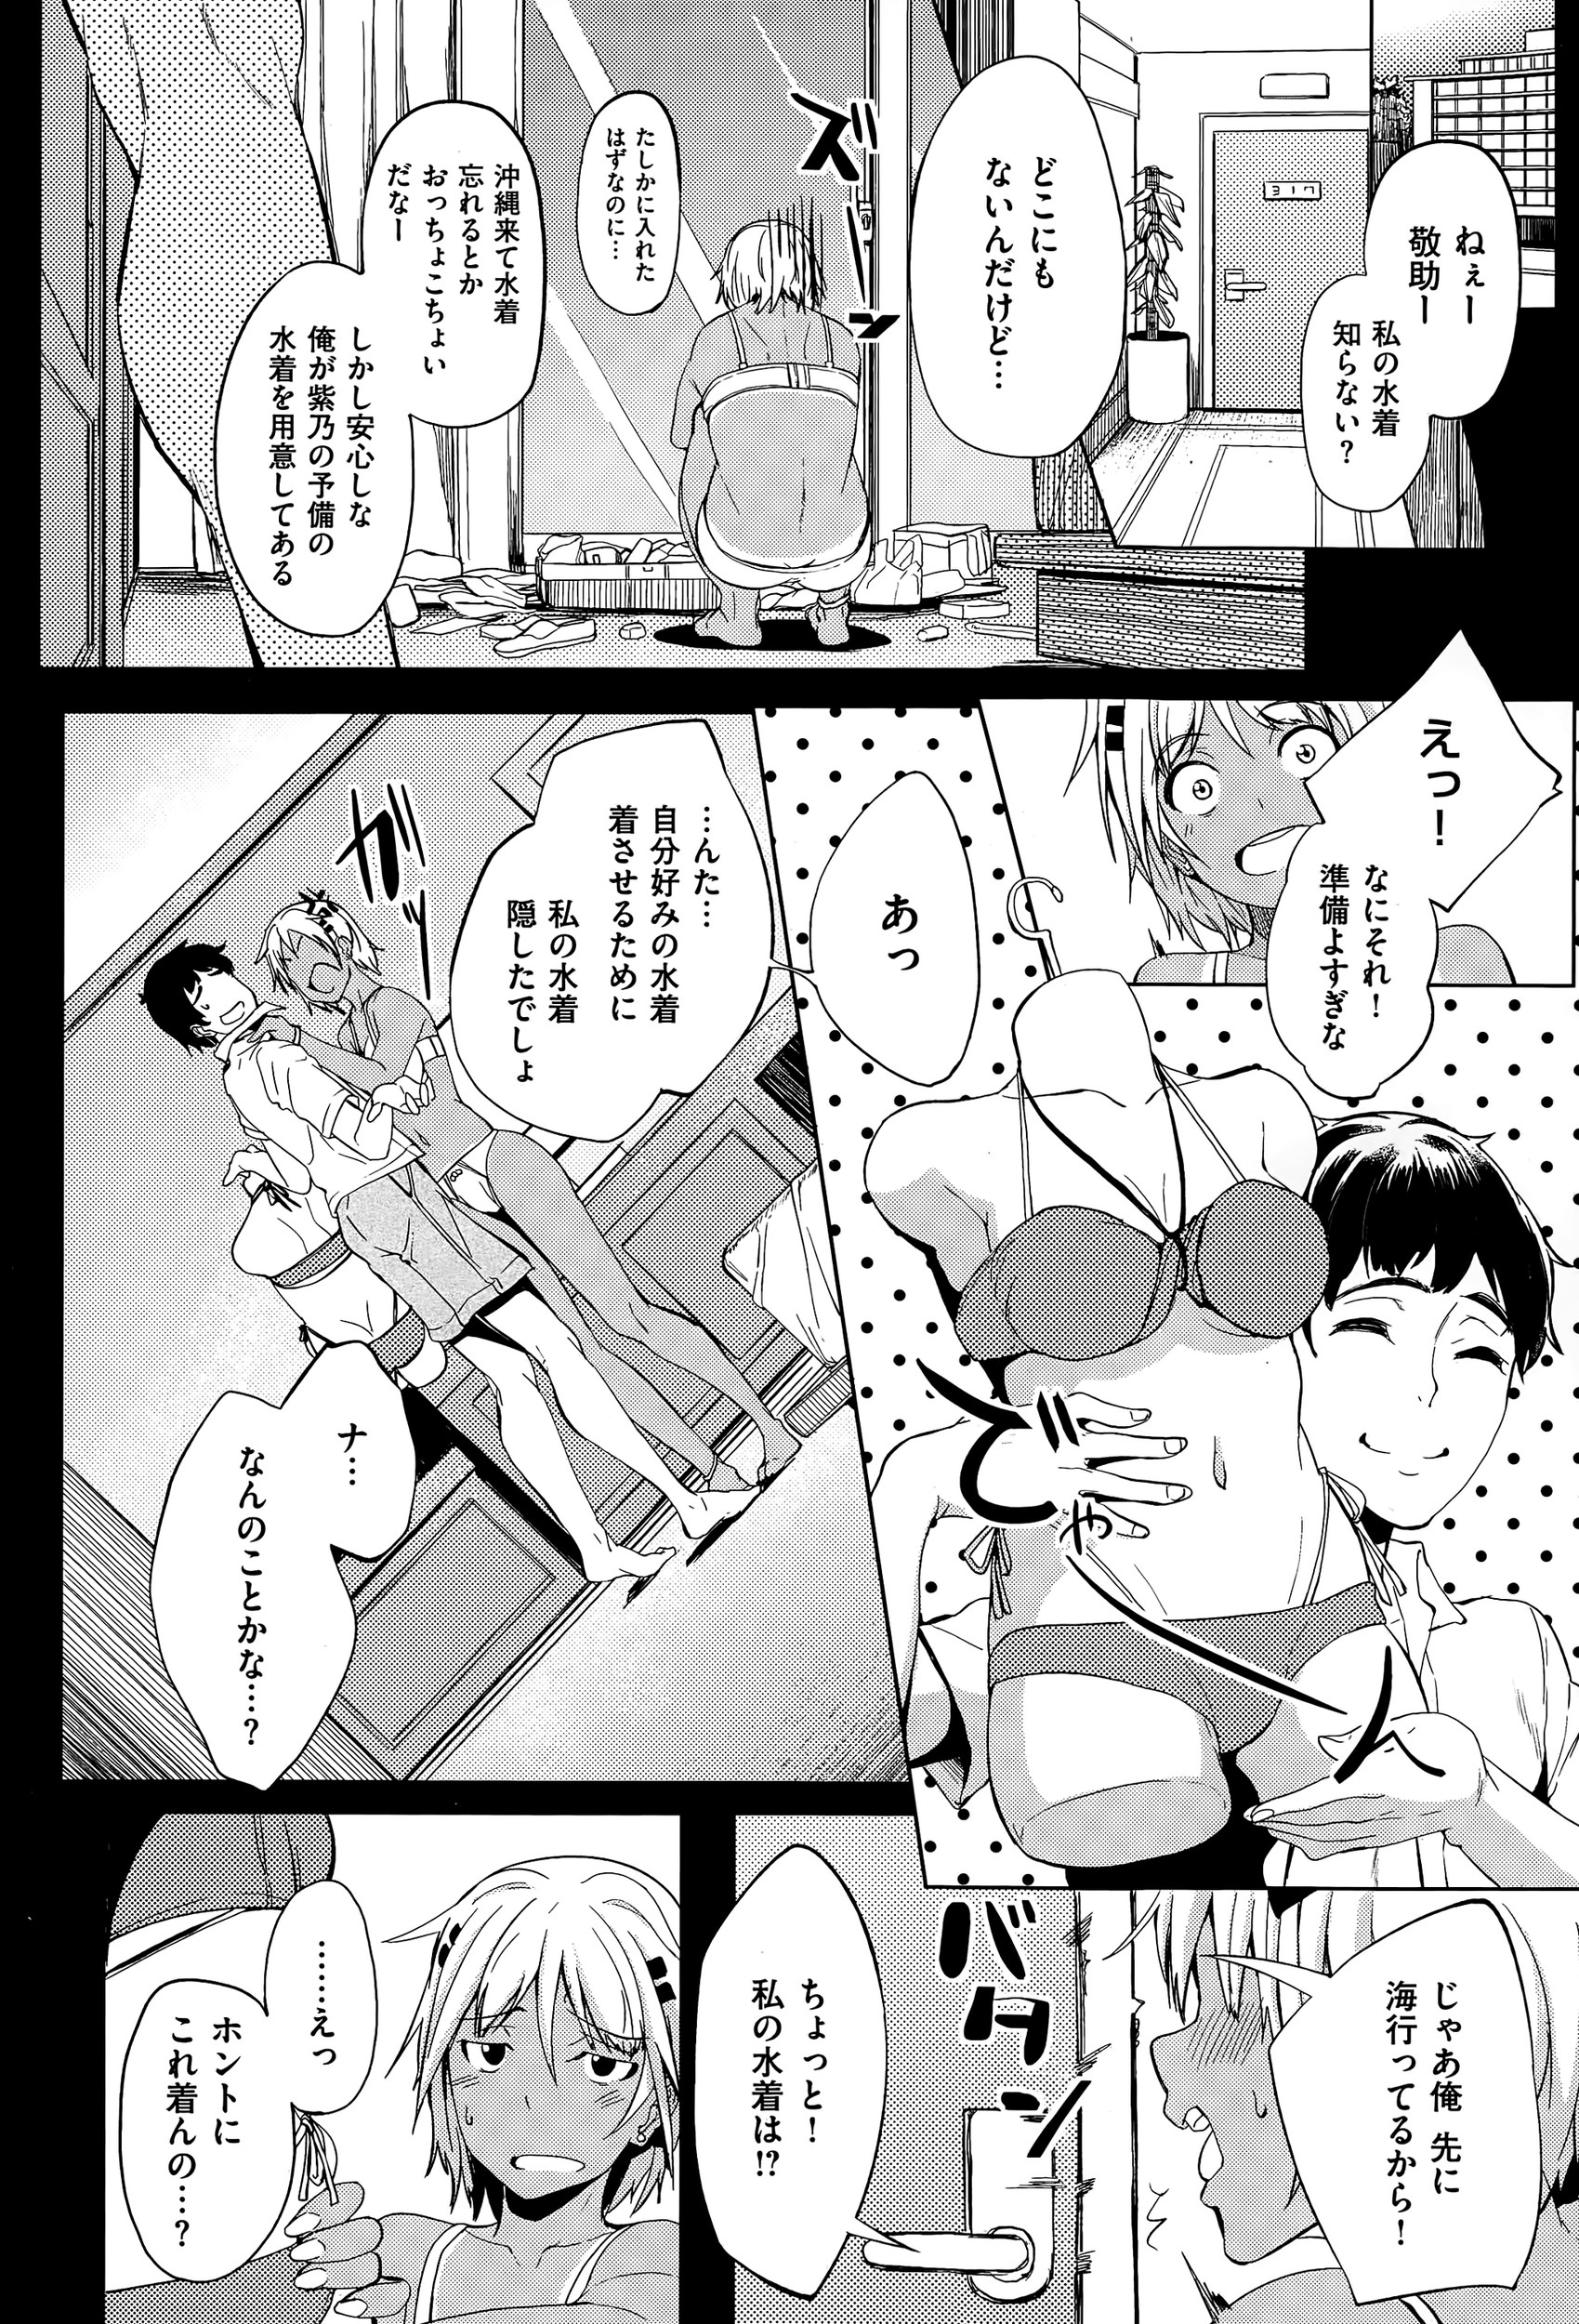 ねぇー
敬助ー
私の水着
知らない?
317
どこにも
ないんだけど…
ズーン
たしかに入れた
はずなのに…
沖縄来て水着
忘れるとか
おっちょこちょい
だなー
しかし安心しな
俺が紫乃の予備の
水着を用意してある
えっ!
なにそれ!
準備よすぎな
じゃーん
あっ
…んた…
自分好みの水着
着させるために
私の水着
隠したでしょ
ガッ
ナ…
なんのことかな…?
じゃあ俺 先に
海行ってるから!
バタン
ちょっと!
私の水着は!?
……えっ
ホントに
これ着んの…?